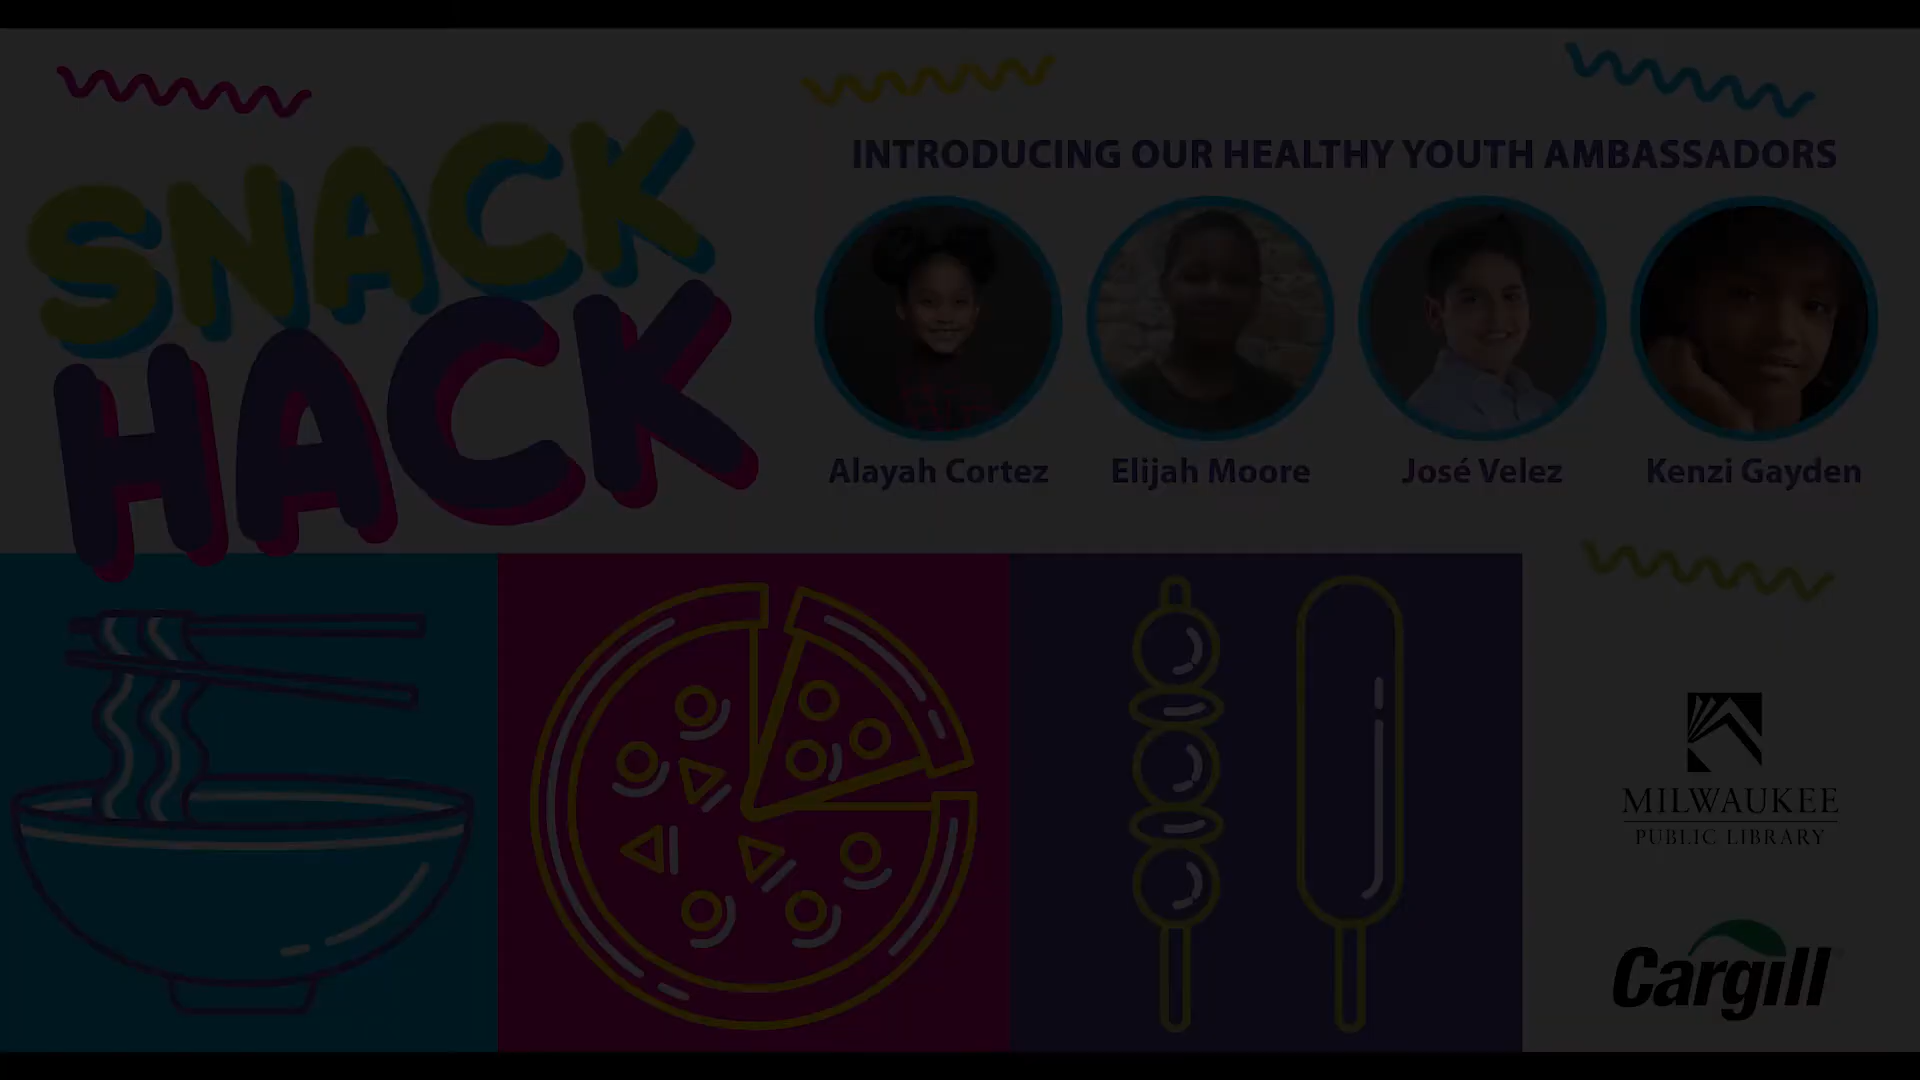 SNACK
HACK
INTRODUCING OUR HEALTHY YOUTH AMBASSADORS
Alayah Cortez
Elijah Moore
José Velez
Kenzi Gayden
MILWAUKEE
PUBLIC LIBRARY
Cargill